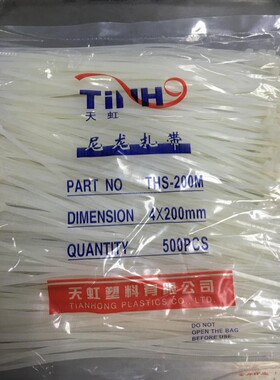 TiNH
天虹
尼龙扎带
PART NO THS-200M
DIMENSION 4X200mm
QUANTITY 500PCS
天虹塑料有限公司
TIANHONG PLASTICS CO., LTD
DO NOT
OPEN THE BAG
BEFORE USE